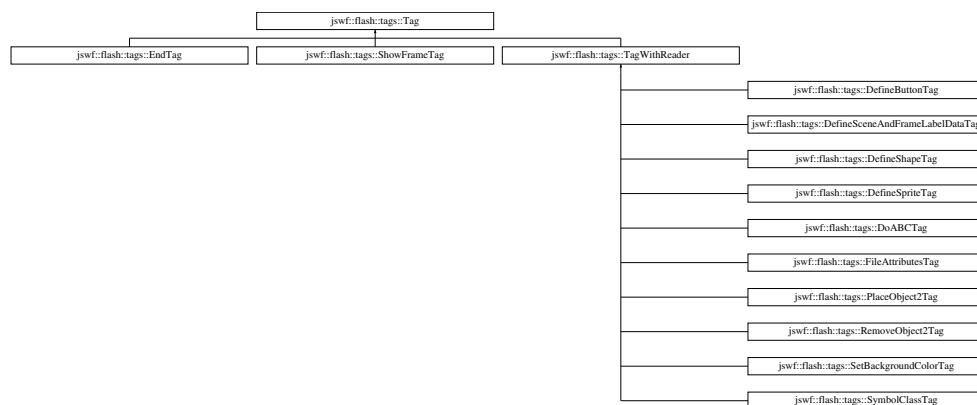 jswf::flash::tags::Tag
jswf::flash::tags::EndTag
jswf::flash::tags::ShowFrameTag
jswf::flash::tags::TagWithReader
jswf::flash::tags::DefineButtonTag
jswf::flash::tags::DefineSceneAndFrameLabelDataTag
jswf::flash::tags::DefineShapeTag
jswf::flash::tags::DefineSpriteTag
jswf::flash::tags::DoABCTag
jswf::flash::tags::FileAttributesTag
jswf::flash::tags::PlaceObject2Tag
jswf::flash::tags::RemoveObject2Tag
jswf::flash::tags::SetBackgroundColorTag
jswf::flash::tags::SymbolClassTag